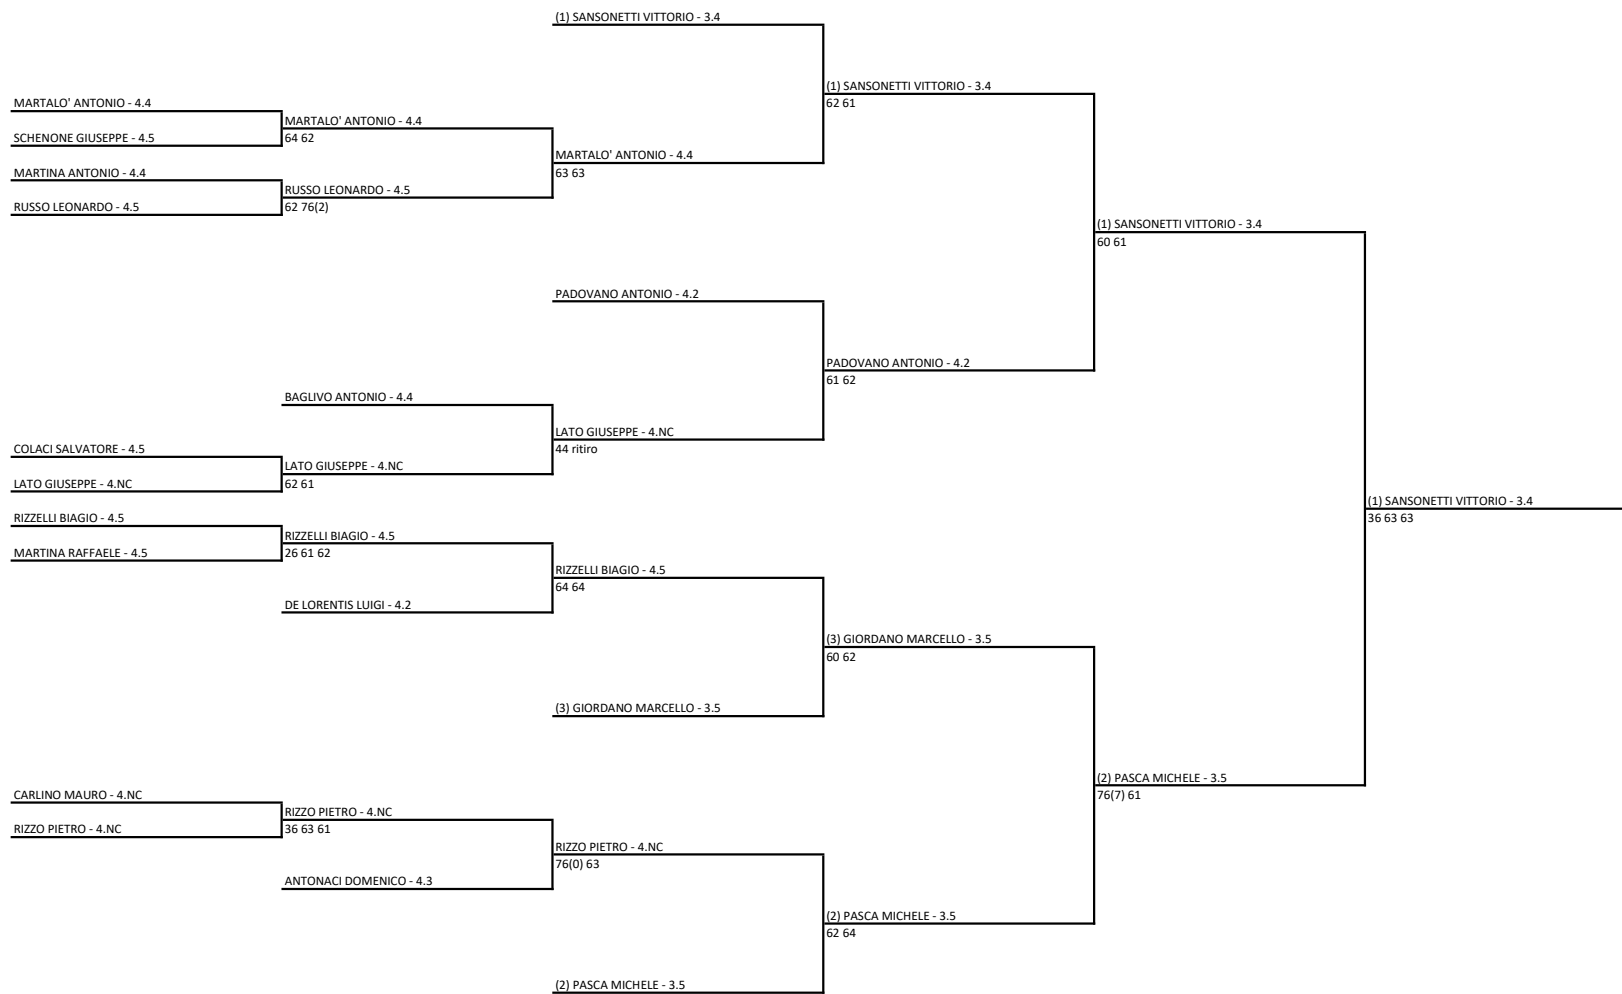 (1) SANSONETTI VITTORIO - 3.4
(1) SANSONETTI VITTORIO - 3.4
62 61
MARTALO' ANTONIO - 4.4
MARTALO' ANTONIO - 4.4
SCHENONE GIUSEPPE - 4.5
64 62
MARTALO' ANTONIO - 4.4
63 63
MARTINA ANTONIO - 4.4
RUSSO LEONARDO - 4.5
RUSSO LEONARDO - 4.5
62 76(2)
(1) SANSONETTI VITTORIO - 3.4
60 61
PADOVANO ANTONIO - 4.2
PADOVANO ANTONIO - 4.2
61 62
BAGLIVO ANTONIO - 4.4
LATO GIUSEPPE - 4.NC
44 ritiro
COLACI SALVATORE - 4.5
LATO GIUSEPPE - 4.NC
LATO GIUSEPPE - 4.NC
62 61
(1) SANSONETTI VITTORIO - 3.4
36 63 63
RIZZELLI BIAGIO - 4.5
RIZZELLI BIAGIO - 4.5
MARTINA RAFFAELE - 4.5
26 61 62
RIZZELLI BIAGIO - 4.5
64 64
DE LORENTIS LUIGI - 4.2
(3) GIORDANO MARCELLO - 3.5
60 62
(3) GIORDANO MARCELLO - 3.5
(2) PASCA MICHELE - 3.5
76(7) 61
CARLINO MAURO - 4.NC
RIZZO PIETRO - 4.NC
RIZZO PIETRO - 4.NC
36 63 61
RIZZO PIETRO - 4.NC
76(0) 63
ANTONACI DOMENICO - 4.3
(2) PASCA MICHELE - 3.5
62 64
(2) PASCA MICHELE - 3.5